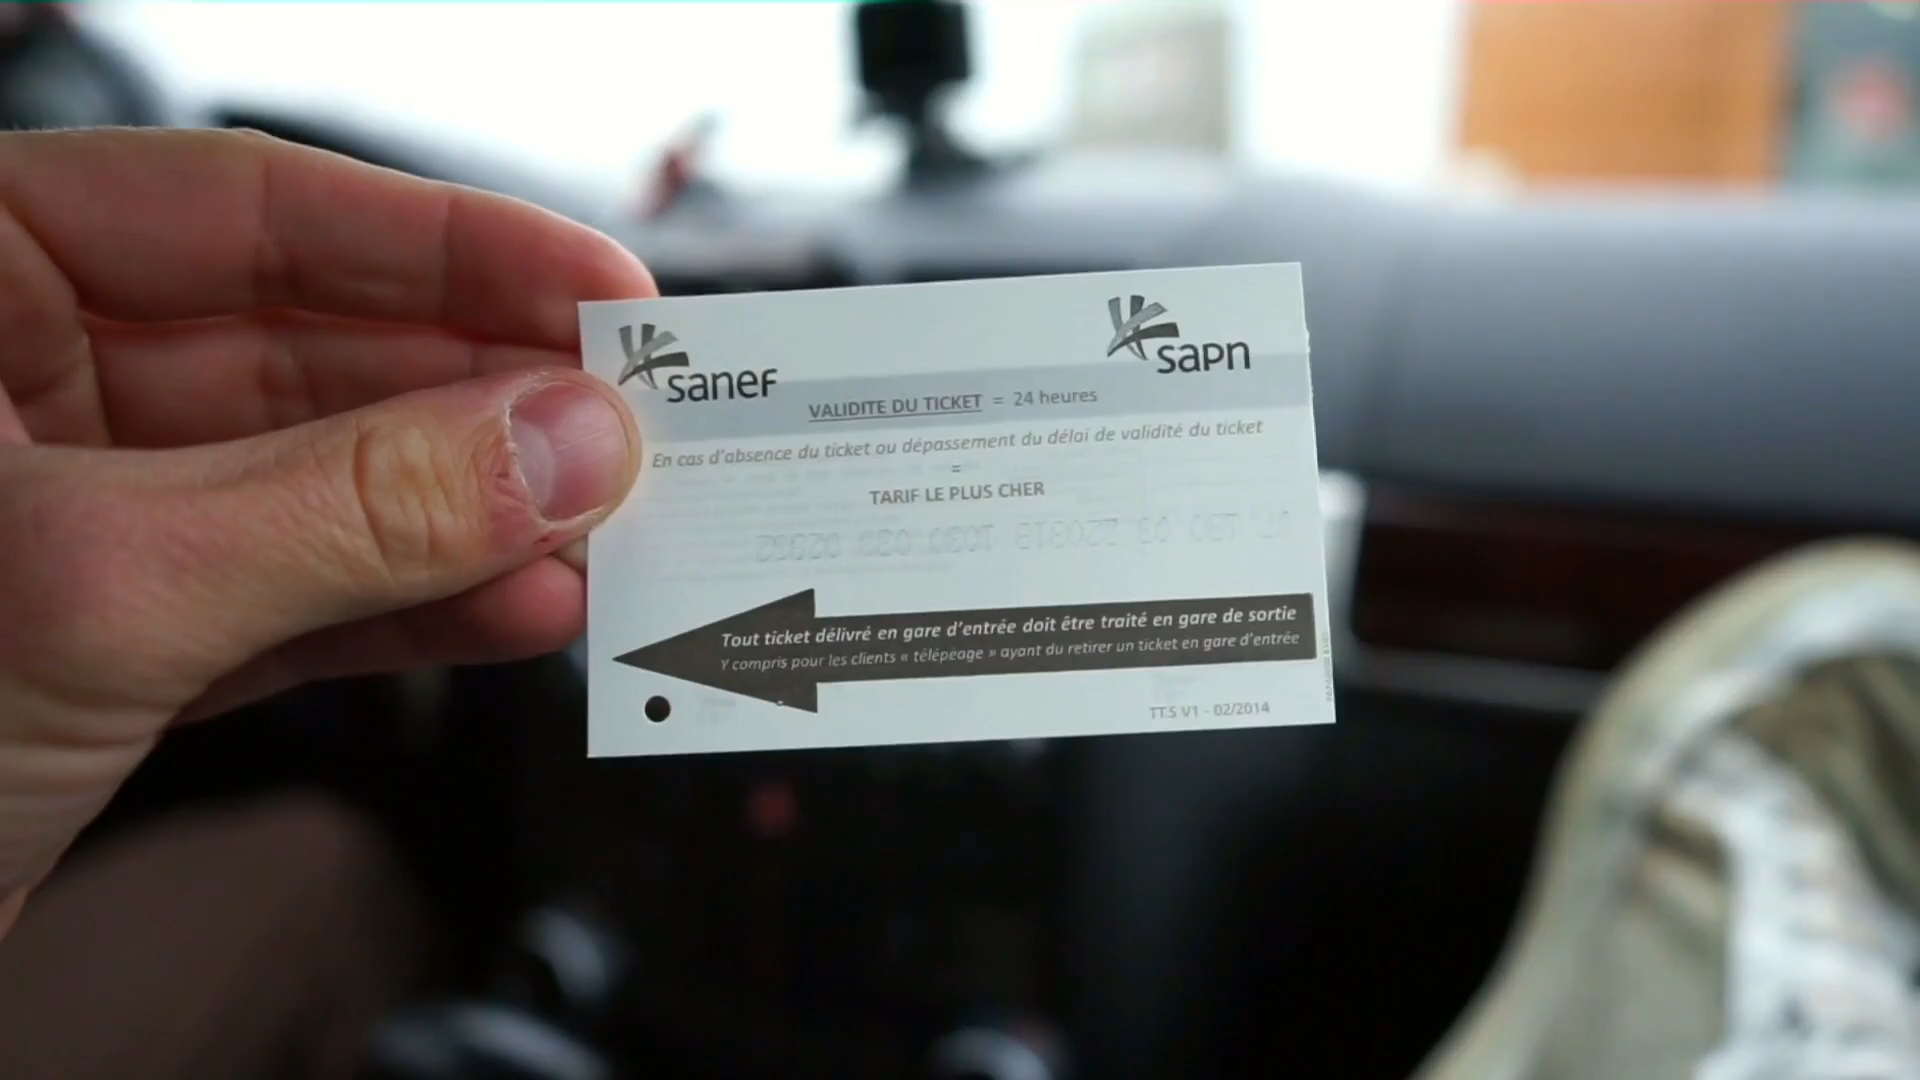 sanef
sapn
VALIDITE DU TICKET = 24 heures
En cas d'absence du ticket ou dépassement du délai de validité du ticket
=
TARIF LE PLUS CHER
Tout ticket délivré en gare d'entrée doit être traité en gare de sortie
Y compris pour les clients « télépeage » ayant du retirer un ticket en gare d'entrée
TT.S V1 - 02/2014